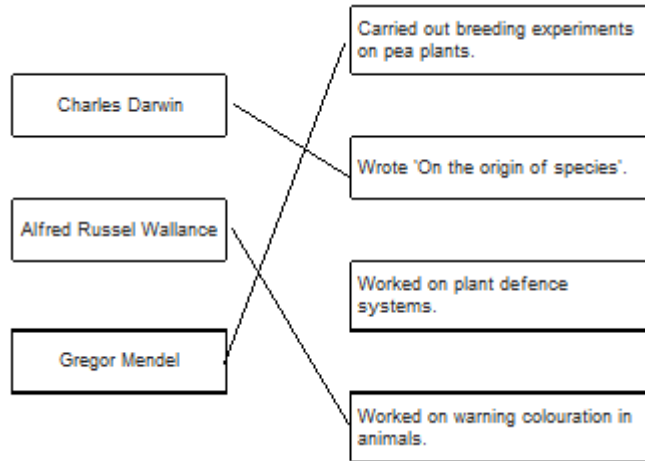 Carried out breeding experiments
on pea plants.
Charles Darwin
Wrote 'On the origin of species'.
Alfred Russel Wallance
Worked on plant defence
systems.
Gregor Mendel
Worked on warning colouration in
animals.